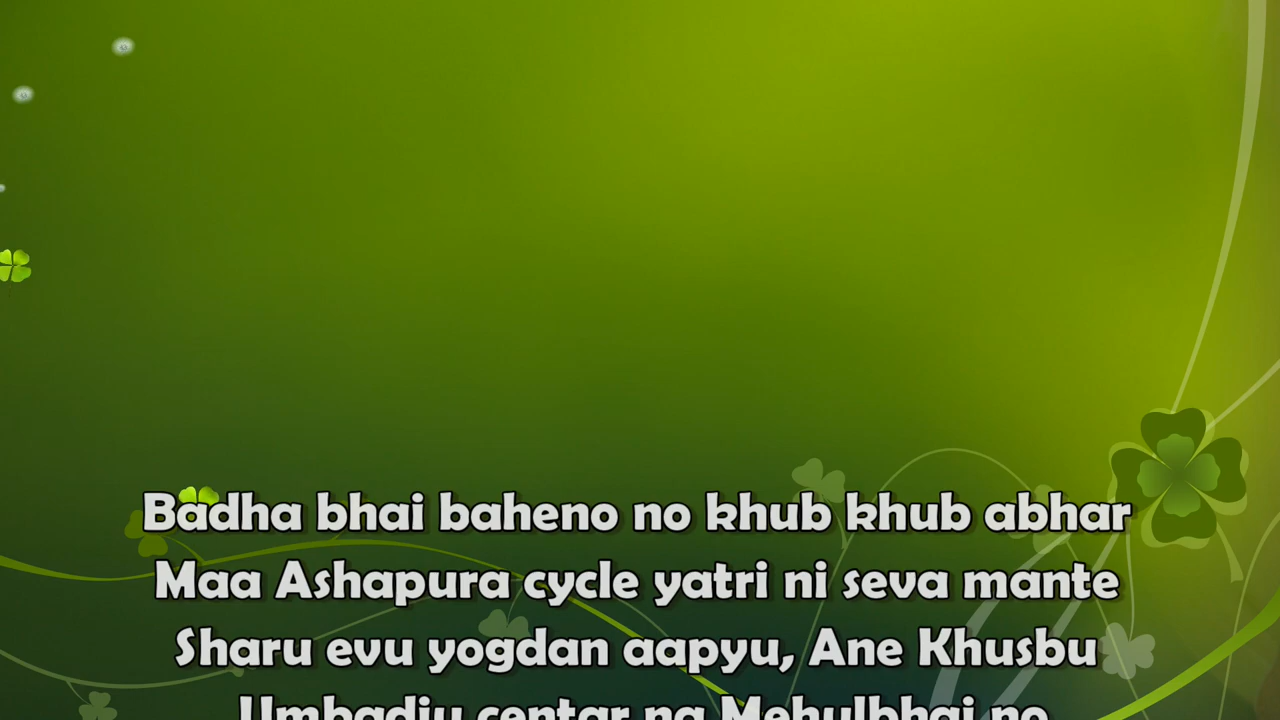 Badha bhai baheno no khub khub abhar
Maa Ashapura cycle yatri ni seva mante
Sharu evu yogdan aapyu, Ane Khusbu
Umbadiu centar na Mehulbhai no